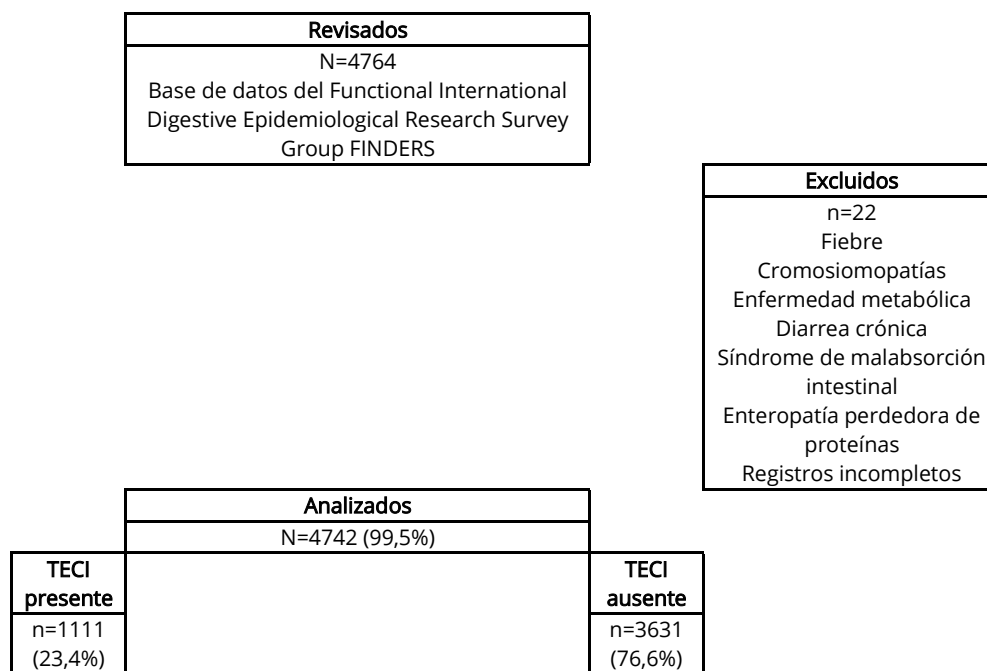 Revisados
N=4764
Base de datos del Functional International
Digestive Epidemiological Research Survey
Group FINDERS
Excluidos
n=22
Fiebre
Cromosiomopatías
Enfermedad metabólica
Diarrea crónica
Síndrome de malabsorción
intestinal
Enteropatía perdedora de
proteínas
Registros incompletos
Analizados
N=4742 (99,5%)
TECI
presente
n=1111
(23,4%)
TECI
ausente
n=3631
(76,6%)